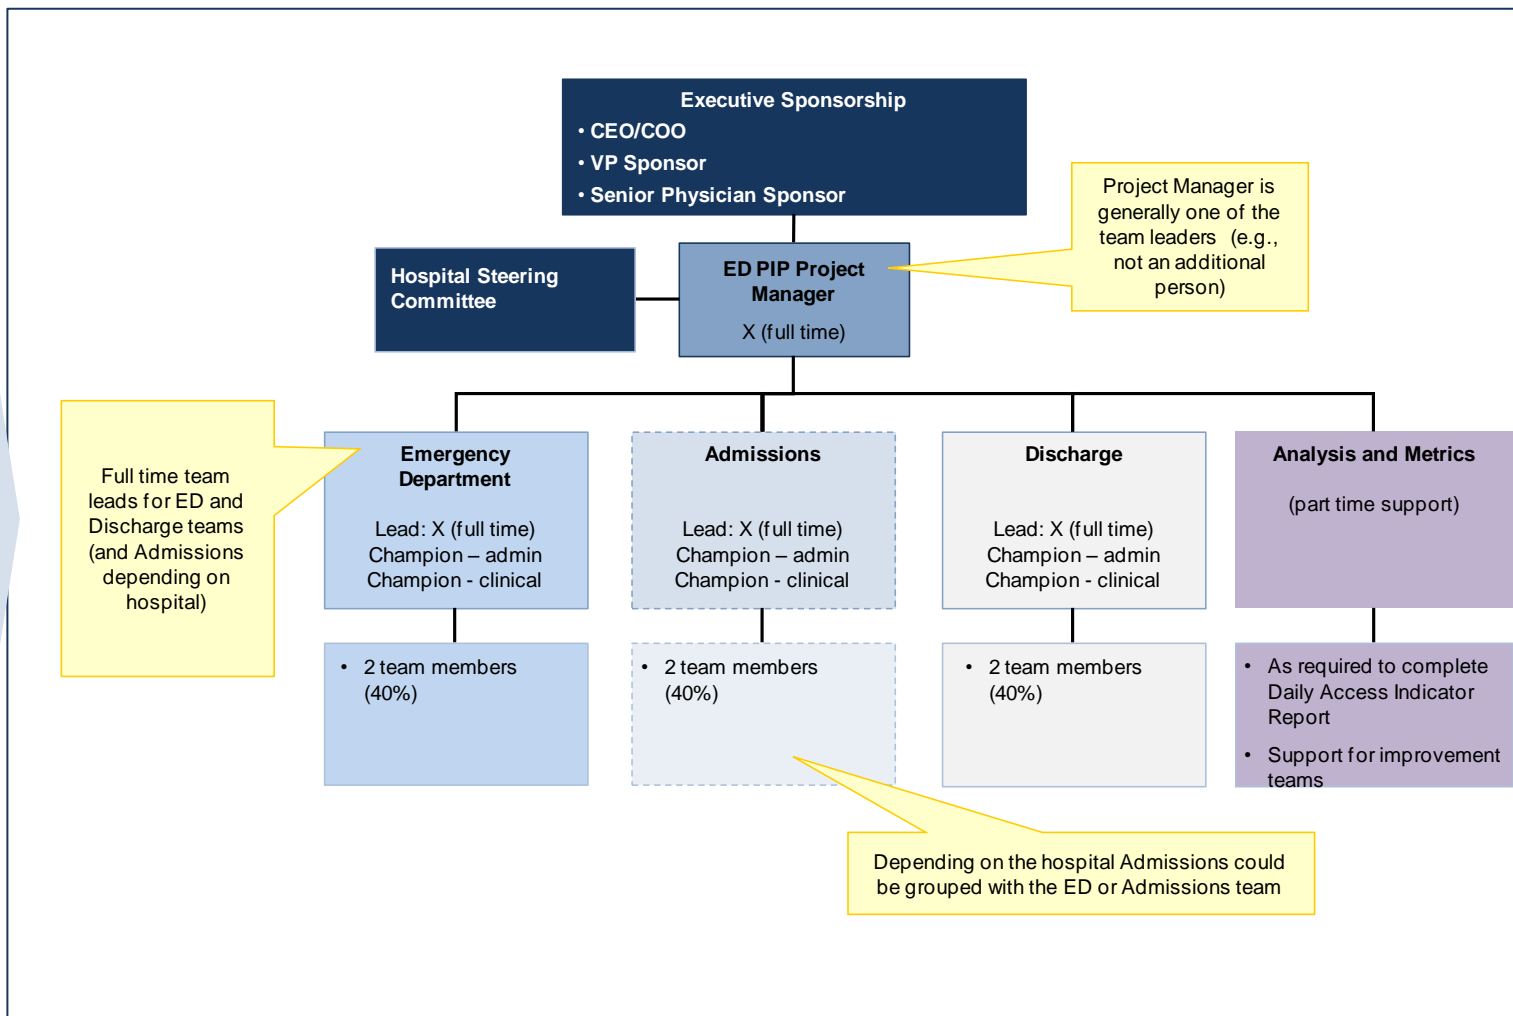 Executive Sponsorship
• CEO/COO
• VP Sponsor
• Senior Physician Sponsor
Project Manager is
generally one of the
team leaders (e.g.,
not an additional
person)
Hospital Steering
Committee
ED PIP Project
Manager
X (full time)
Full time team
leads for ED and
Discharge teams
(and Admissions
depending on
hospital)
Emergency
Department
Lead: X (full time)
Champion – admin
Champion - clinical
Admissions
Lead: X (full time)
Champion – admin
Champion - clinical
Discharge
Lead: X (full time)
Champion – admin
Champion - clinical
Analysis and Metrics
(part time support)
• 2 team members
(40%)
• 2 team members
(40%)
• 2 team members
(40%)
• As required to complete
Daily Access Indicator
Report
• Support for improvement
teams
Depending on the hospital Admissions could
be grouped with the ED or Admissions team